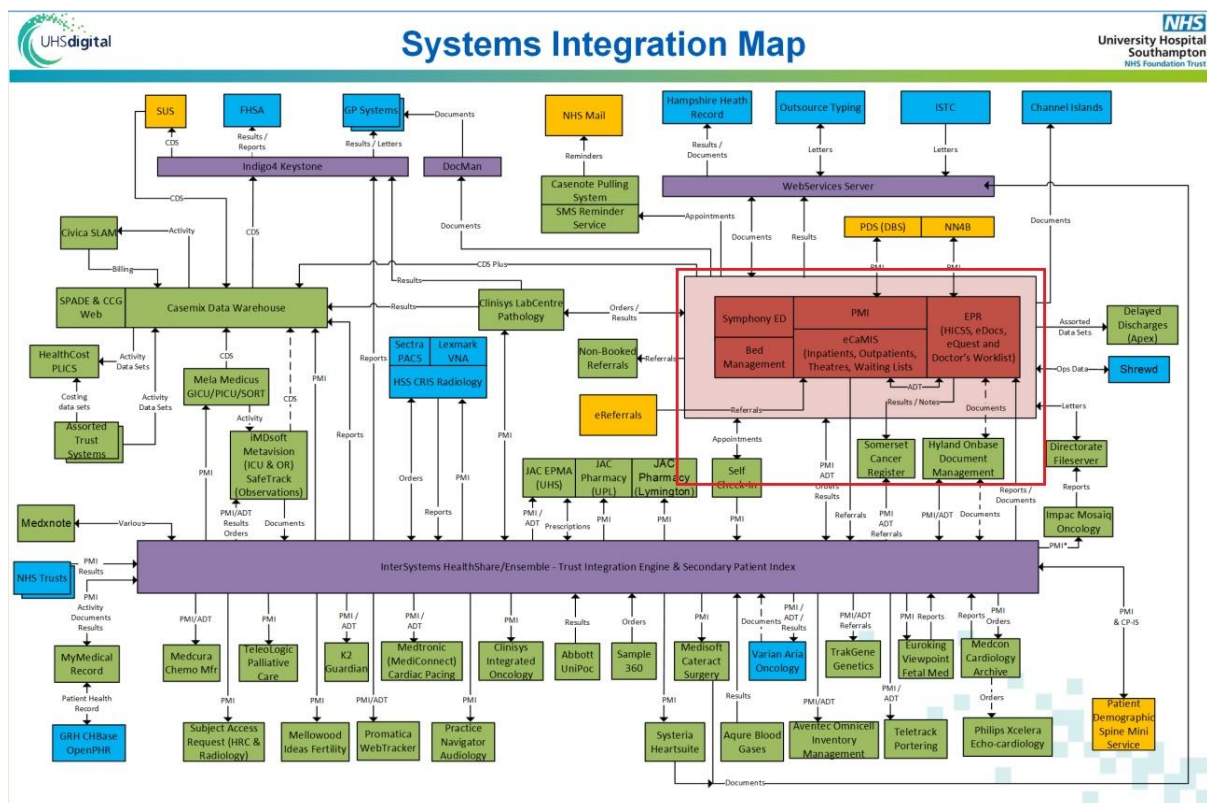 UHSdigital
Systems Integration Map
NHS
University Hospital
Southampton
NHS Foundation Trust
SUS
FHSA
GP Systems
Documents
NHS Mail
Hampshire Heath
Record
Outsource Typing
ISTC
Channel Islands
CDS
Results /
Reports
Results / Letters
Reminders
Results /
Documents
Letters
Letters
Indigo4 Keystone
DocMan
Casenote Pulling
System
SMS Reminder
Service
WebServices Server
Appointments
Documents
Results
Documents
PDS (DBS)
NN4B
PMI
PMI
CDS
CDS
Civica SLAM
Activity
Billing
CDS Plus
Results
SPADE & CCG
Web
Casemix Data Warehouse
Results
Clinisys LabCentre
Pathology
Orders /
Results
Symphony ED
PMI
EPR
(HICSS, eDocs,
eQuest and
Doctor's Worklist)
Bed
Management
eCaMIS
(Inpatients, Outpatients,
Theatres, Waiting Lists)
ADT
Assorted
Data Sets
Delayed
Discharges
(Apex)
Ops Data
Shrewd
HealthCost
PLICS
Activity
Data Sets
CDS
Reports
PMI
Sectra
PACS
Lexmark
VNA
HSS CRIS Radiology
Non-Booked
Referrals
Referrals
eReferrals
Referrals
Results / Notes
Documents
Letters
Costing
data sets
Activity
Data Sets
Mela Medicus
GICU/PICU/SORT
CDS
Activity
Assorted
Trust
Systems
iMDsoft
Metavision
(ICU & OR)
SafeTrack
(Observations)
PMI
Reports
PMI
Appointments
Self
Check-In
Somerset
Cancer
Register
Hyland Onbase
Document
Management
Directorate
Fileserver
Reports
JAC EPMA
(UHS)
JAC
Pharmacy
(UPL)
JAC
Pharmacy
(Lymington)
Orders
Reports
PMI
ADT
Orders
Results
Referrals
Reports /
Documents
Impac Mosaiq
Oncology
PMI*
Medxnote
Various
PMI/ADT
Results
Orders
Documents
PMI /
ADT
Prescriptions
PMI
PMI
PMI
PMI
ADT
Referrals
PMI/ADT
Documents
InterSystems HealthShare/Ensemble - Trust Integration Engine & Secondary Patient Index
NHS Trusts
PMI
Results
PMI
Activity
Documents
Results
MyMedical
Record
Patient Health
Record
GRH CHBase
OpenPHR
PMI/ADT
Medcura
Chemo Mfr
PMI
TeleoLogic
Palliative
Care
PMI /
ADT
K2
Guardian
PMI /
ADT
Medtronic
(MediConnect)
Cardiac Pacing
PMI
Clinisys
Integrated
Oncology
Results
Abbott
UniPoc
Orders
Sample
360
PMI/ADT
Medisoft
Cateract
Surgery
Documents
PMI /
ADT /
Results
Varian Aria
Oncology
PMI/ADT
Referrals
TrakGene
Genetics
PMI
Reports
Euroking
Viewpoint
Fetal Med
Reports
PMI
Orders
Medcon
Cardiology
Archive
PMI
& CP-IS
PMI
Subject Access
Request (HRC &
Radiology)
PMI
Mellowood
Ideas Fertility
PMI/ADT
Promatica
WebTracker
PMI
Practice
Navigator
Audiology
PMI
Systeria
Heartsuite
Results
Aqure Blood
Gases
PMI/ADT
Aventec Omnicell
Inventory
Management
PMI /
ADT
Teletrack
Portering
Orders
Philips Xcelera
Echo-cardiology
Patient
Demographic
Spine Mini
Service
Documents